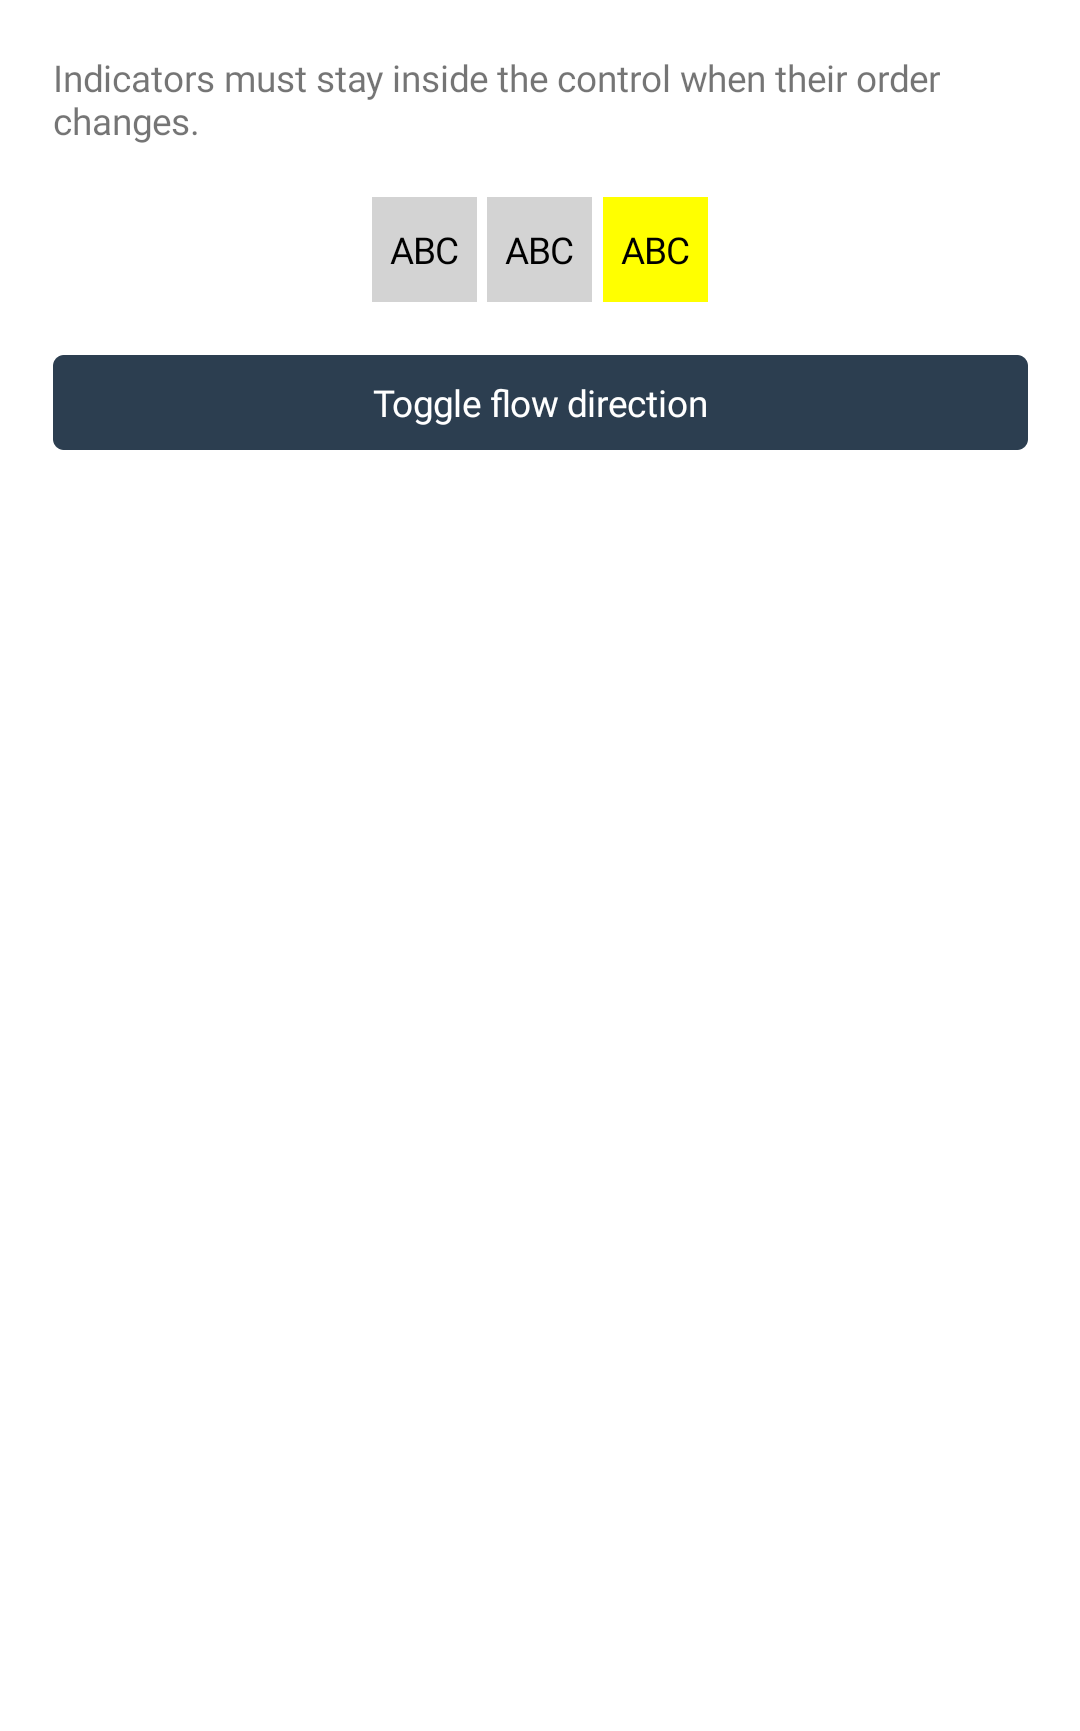 Indicators must stay inside the control when their order
changes.
ABC ABC ABC
Toggle flow direction